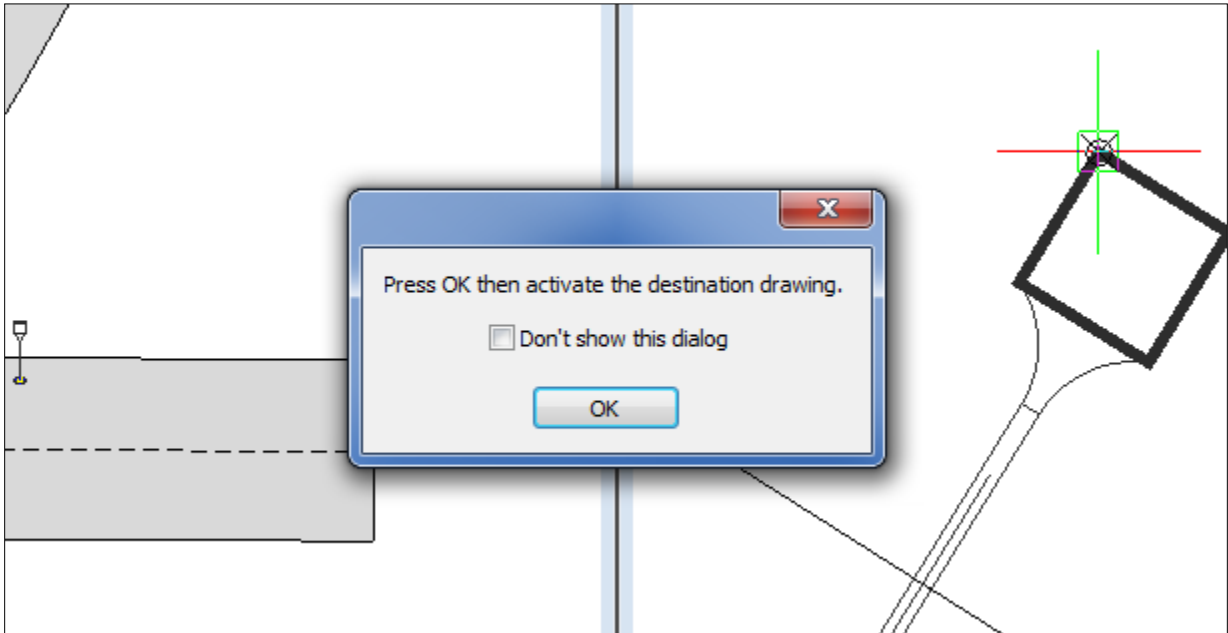 Press OK then activate the destination drawing.
Don't show this dialog
OK